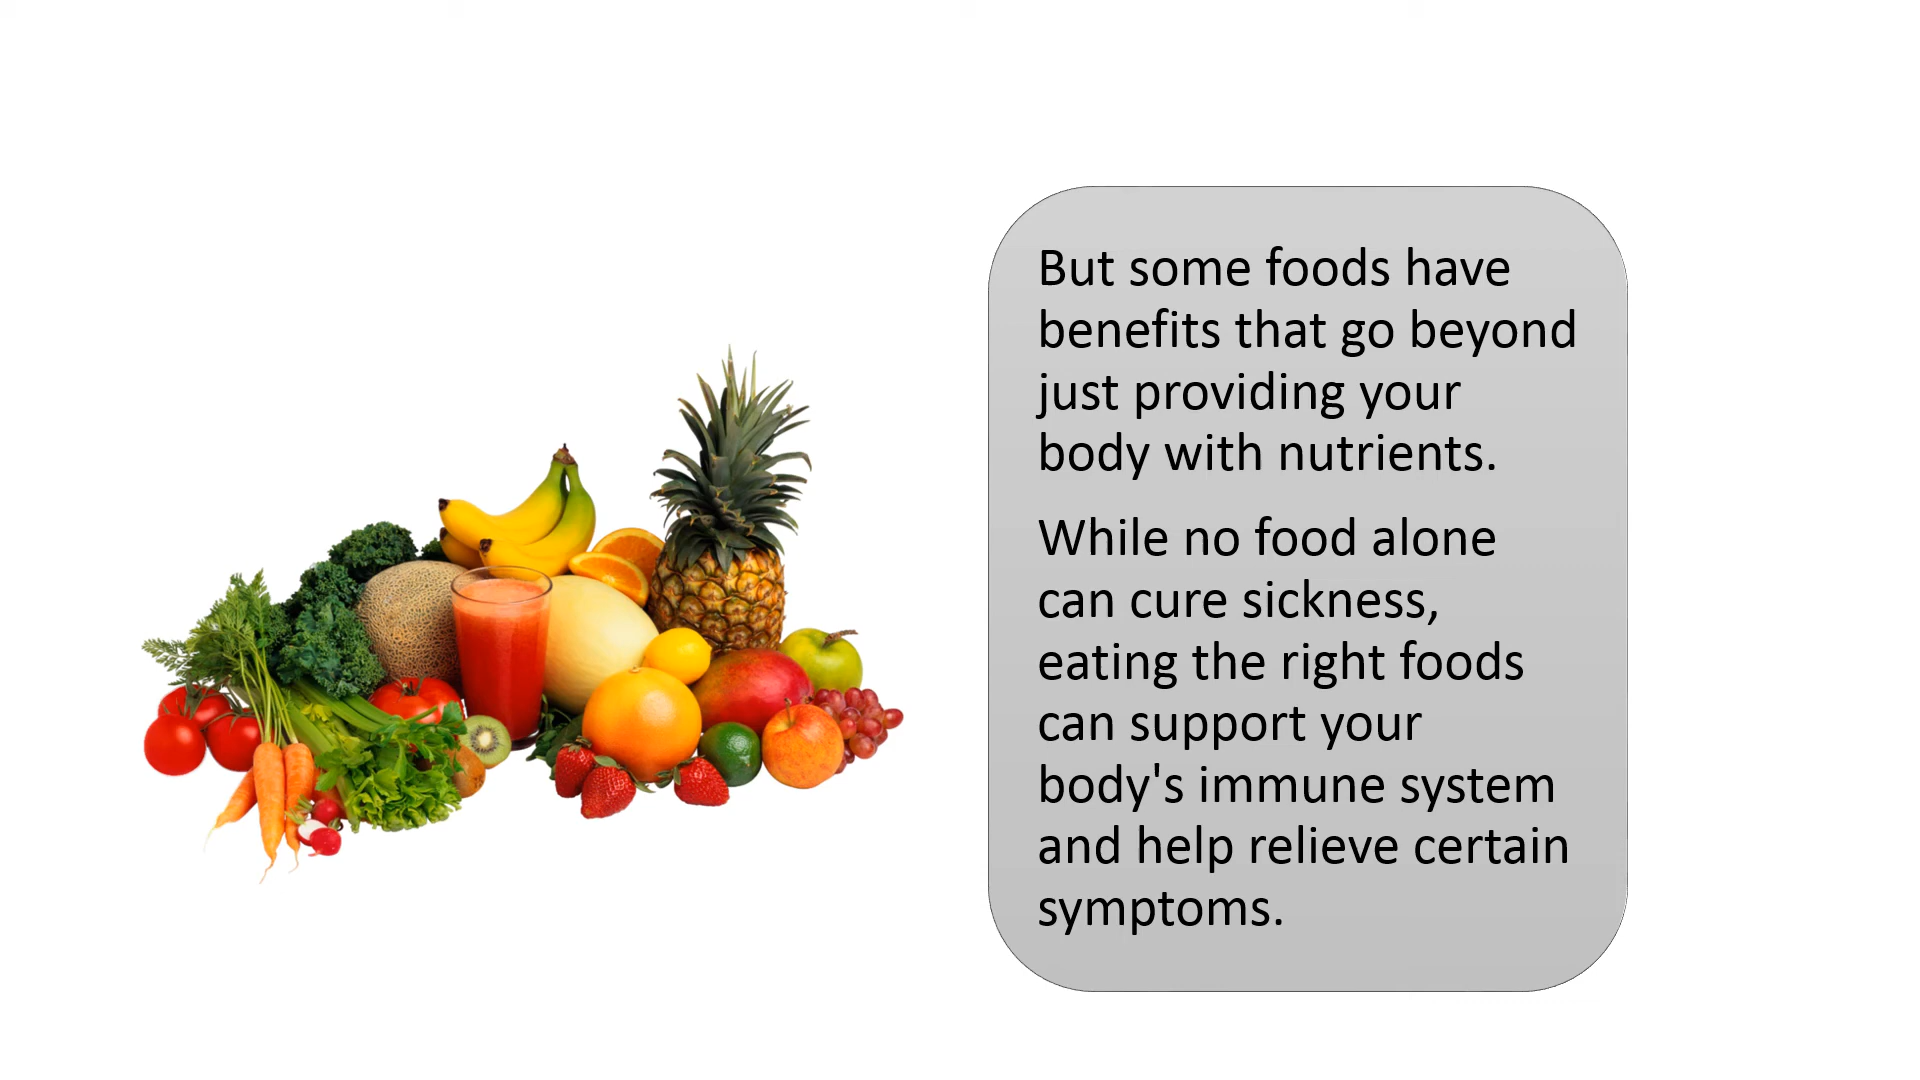 But some foods have
benefits that go beyond
just providing your
body with nutrients.
While no food alone
can cure sickness,
eating the right foods
can support your
body's immune system
and help relieve certain
symptoms.